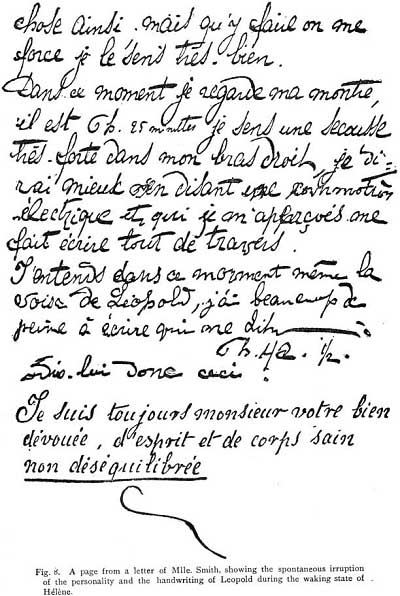 chose ainsi. mais qu'y faire on me
force je le sens très. bien.
Dans ce moment je regarde ma montre,
il est 9h. 25 minutes je sens une secousse
très. forte dans mon bras droit, je di-
rai mieux en disant une commotion
électrique et, qui je m'apperçois me
fait écrire tout de travers.
J'entends dans ce moment même la
voix de Léopold, j'ai beaucoup de
peine à écrire qui me dit
9h. 42. ½.
Dis. lui donc ceci :
Je suis toujours monsieur votre bien
dévouée, d'esprit et de corps sain
non déséquilibrée
Fig. 8. A page from a letter of Mlle. Smith, showing the spontaneous irruption
of the personality and the handwriting of Leopold during the waking state of
Hélène.